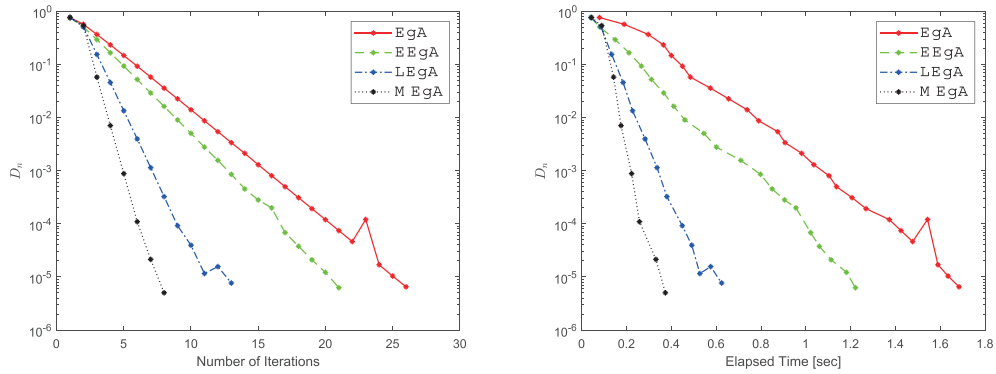 10^0
10^-1
10^-2
10^-3
10^-4
10^-5
10^-6
D_n
0 5 10 15 20 25 30
Number of Iterations
EgA
EEgA
LEgA
M EgA
10^0
10^-1
10^-2
10^-3
10^-4
10^-5
10^-6
D_n
0 0.2 0.4 0.6 0.8 1 1.2 1.4 1.6 1.8
Elapsed Time [sec]
EgA
EEgA
LEgA
M EgA